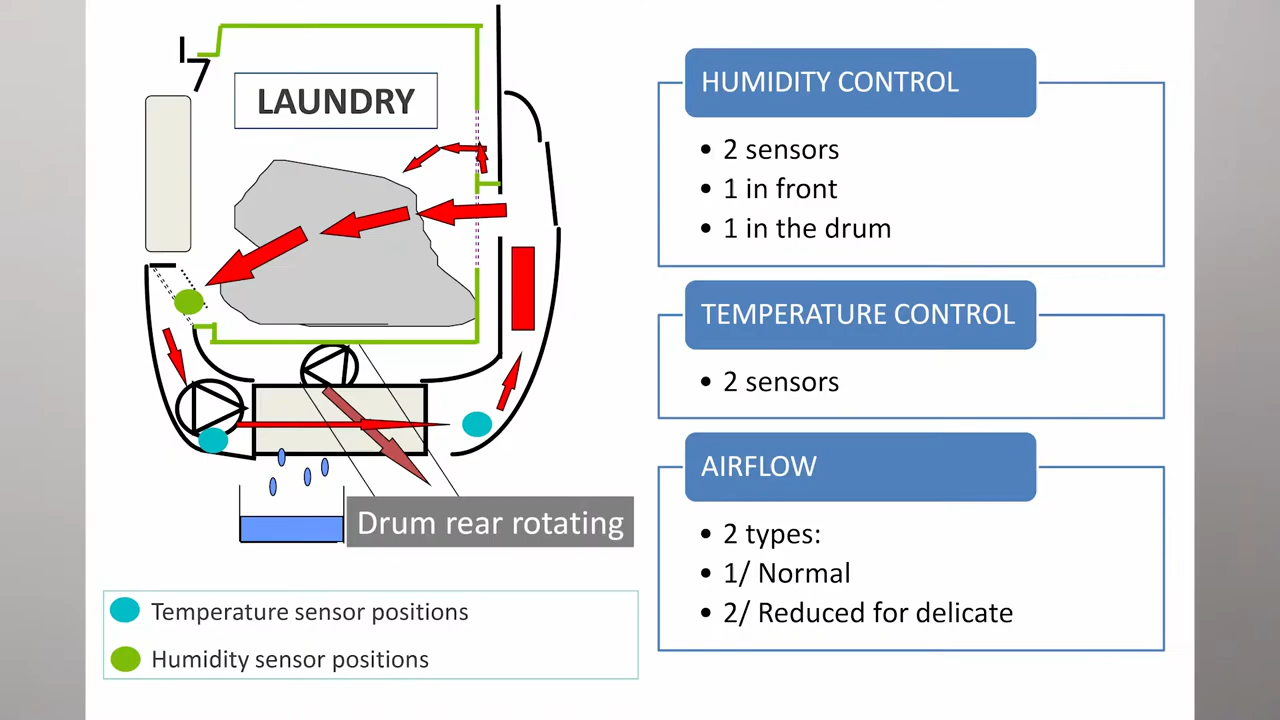 LAUNDRY
Drum rear rotating
Temperature sensor positions
Humidity sensor positions
HUMIDITY CONTROL
• 2 sensors
• 1 in front
• 1 in the drum
TEMPERATURE CONTROL
• 2 sensors
AIRFLOW
• 2 types:
• 1/ Normal
• 2/ Reduced for delicate